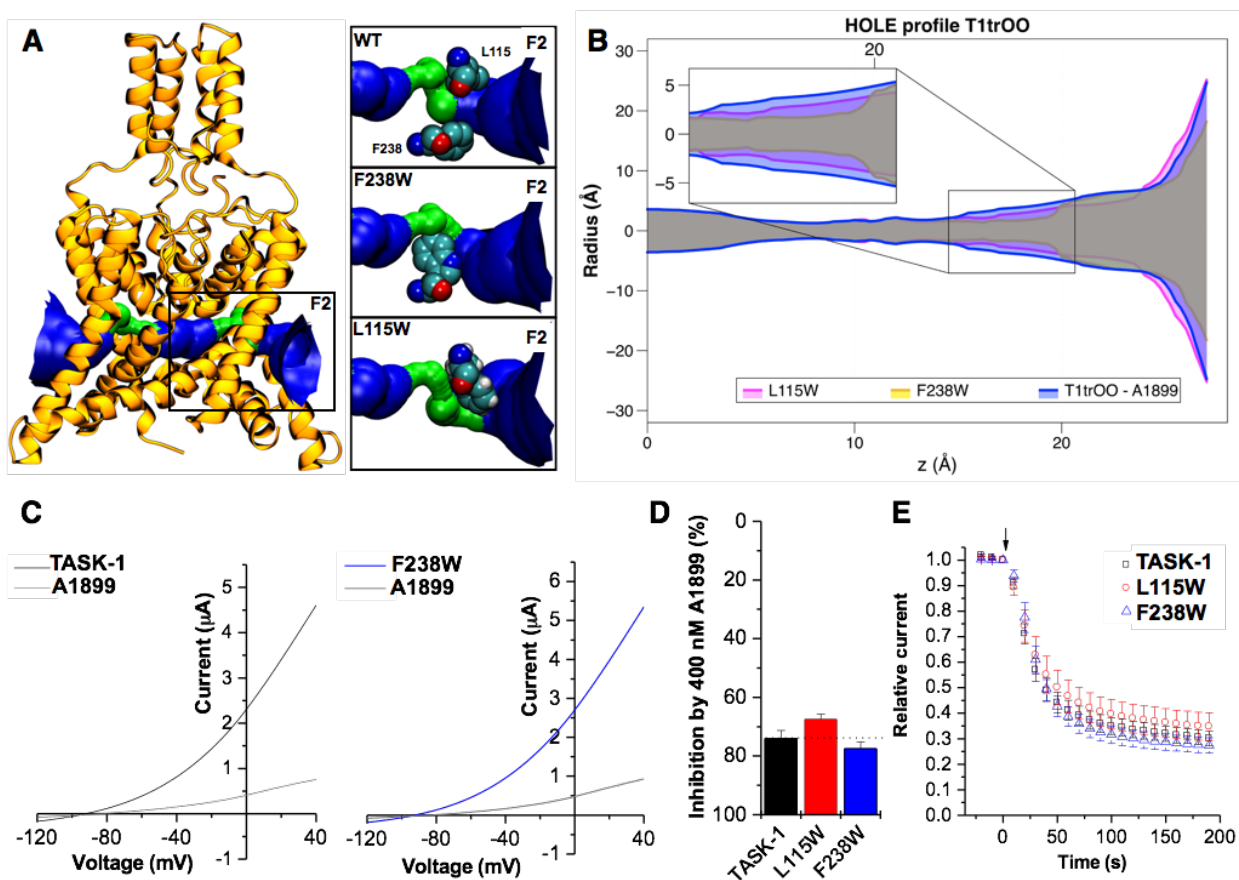 A
F2
WT
F2
L115
F238
F238W
F2
L115W
F2
B
HOLE profile T1trOO
Radius (Å)
30
20
10
0
−10
−20
−30
20
5
0
−5
L115W
F238W
T1trOO - A1899
0
10
20
z (Å)
C
TASK-1
A1899
Current (μA)
5
4
3
2
1
-1
-120
-80
-40
40
Voltage (mV)
F238W
A1899
Current (μA)
6
5
4
3
2
1
-1
-120
-80
-40
40
Voltage (mV)
D
Inhibition by 400 nM A1899 (%)
0
20
40
60
80
100
TASK-1
L115W
F238W
E
Relative current
1.0
0.9
0.8
0.7
0.6
0.5
0.4
0.3
0.2
0.1
0.0
TASK-1
L115W
F238W
0
50
100
150
200
Time (s)